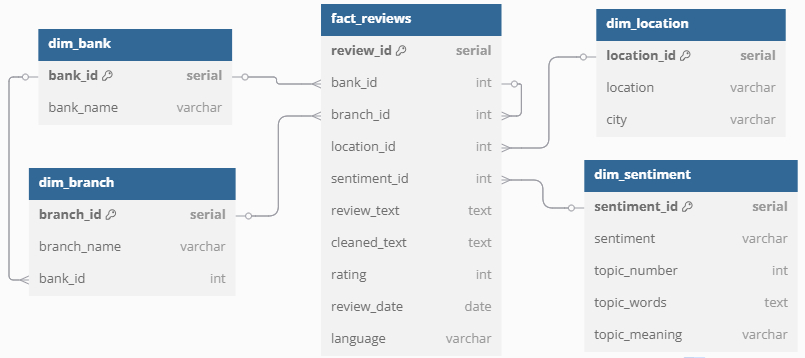 dim_bank
bank_id serial
bank_name varchar
dim_branch
branch_id serial
branch_name varchar
bank_id int
fact_reviews
review_id serial
bank_id int
branch_id int
location_id int
sentiment_id int
review_text text
cleaned_text text
rating int
review_date date
language varchar
dim_location
location_id serial
location varchar
city varchar
dim_sentiment
sentiment_id serial
sentiment varchar
topic_number int
topic_words text
topic_meaning varchar